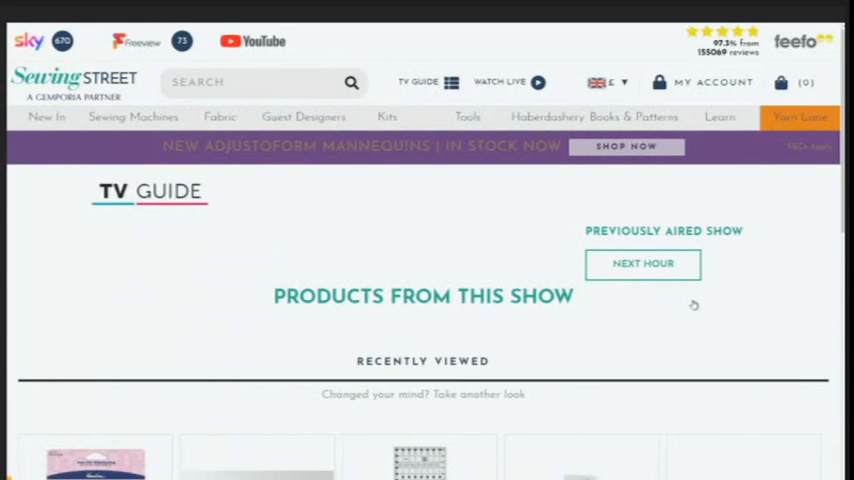 sky 670 Freeview 73 YouTube
97.3% from
155069 reviews
feefo
Sewing STREET
A GEMPORIA PARTNER
SEARCH
TV GUIDE WATCH LIVE £ MY ACCOUNT (0)
New In Sewing Machines Fabric Guest Designers Kits Tools Haberdashery Books & Patterns Learn Yarn Lane
NEW ADJUSTOFORM MANNEQUINS | IN STOCK NOW SHOP NOW
TV GUIDE
PREVIOUSLY AIRED SHOW
NEXT HOUR
PRODUCTS FROM THIS SHOW
RECENTLY VIEWED
Changed your mind? Take another look